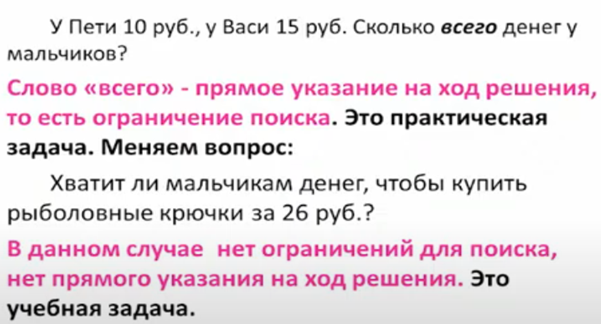 У Пети 10 руб., у Васи 15 руб. Сколько всего денег у
мальчиков?
Слово «всего» - прямое указание на ход решения,
то есть ограничение поиска. Это практическая
задача. Меняем вопрос:
Хватит ли мальчикам денег, чтобы купить
рыболовные крючки за 26 руб.?
В данном случае нет ограничений для поиска,
нет прямого указания на ход решения. Это
учебная задача.